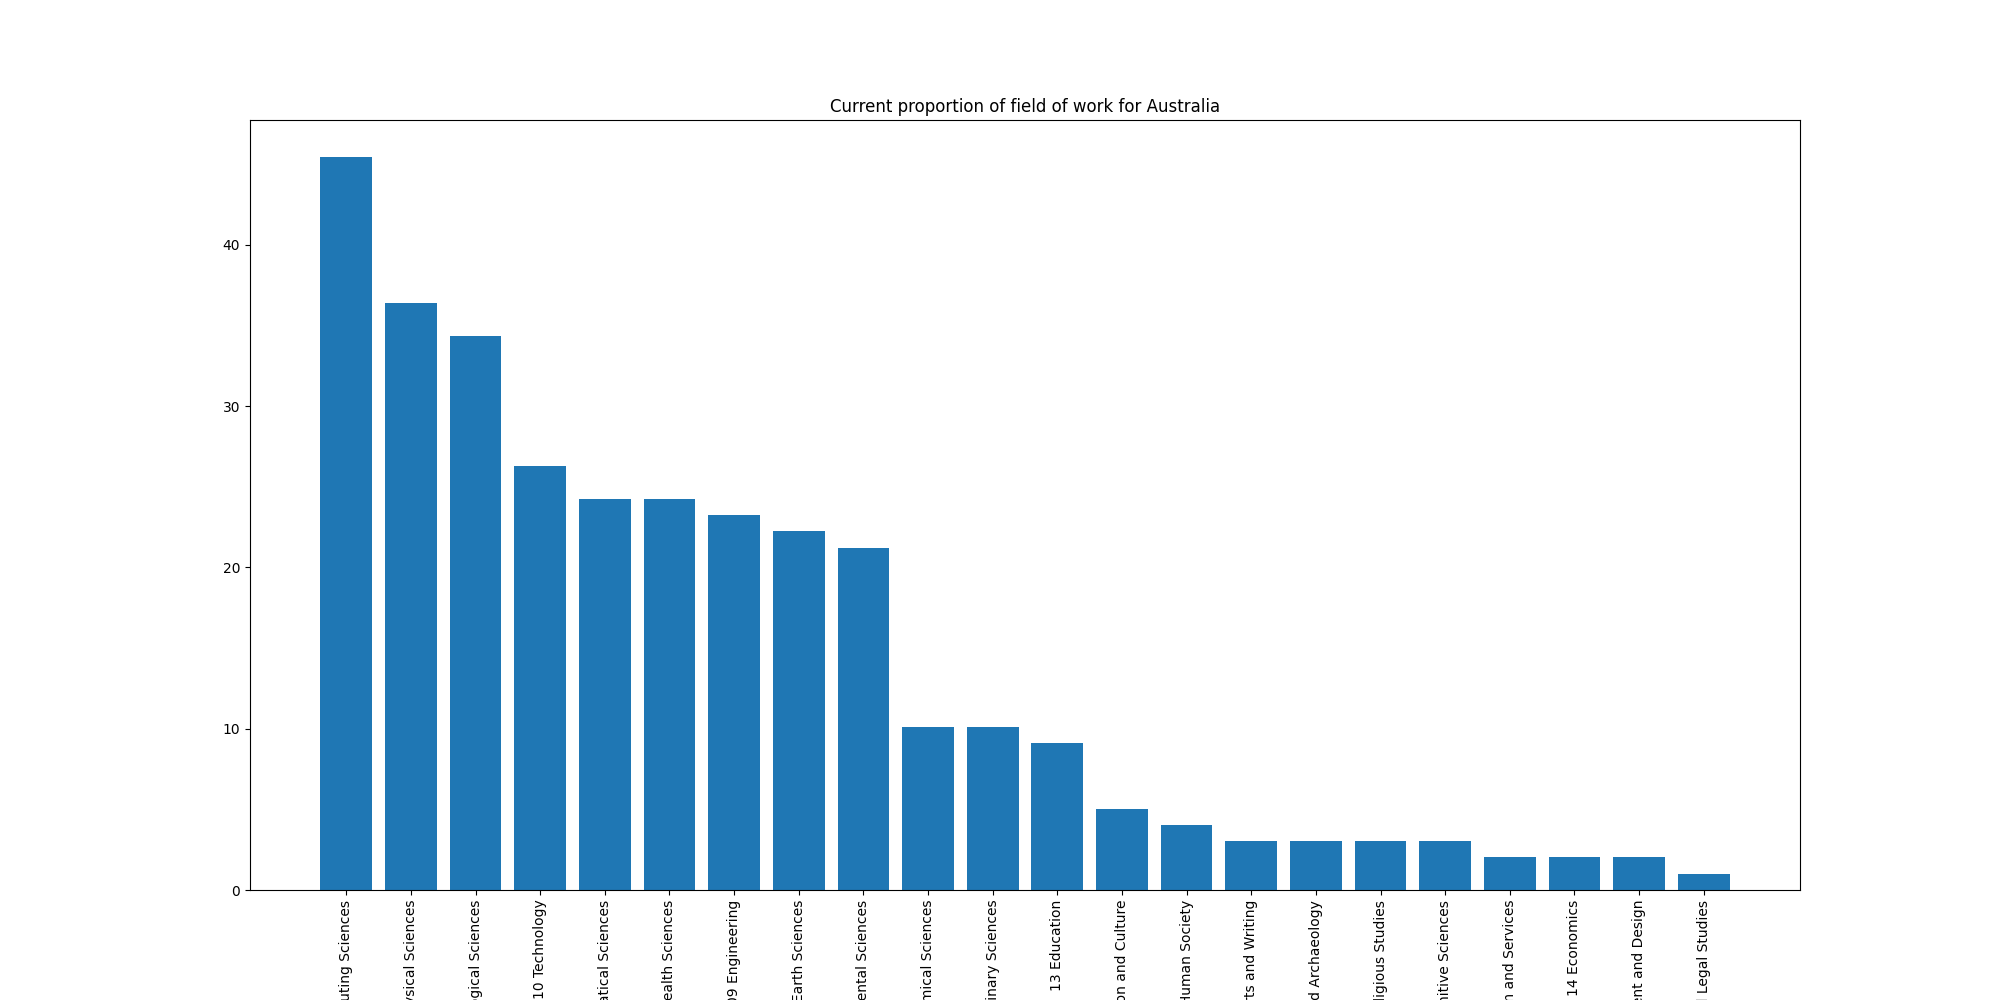 Current proportion of field of work for Australia
40
30
20
10
0
uting Sciences
ysical Sciences
gical Sciences
10 Technology
atical Sciences
ealth Sciences
09 Engineering
Earth Sciences
ental Sciences
mical Sciences
inary Sciences
13 Education
on and Culture
Human Society
rts and Writing
d Archaeology
ligious Studies
nitive Sciences
n and Services
14 Economics
ent and Design
Legal Studies